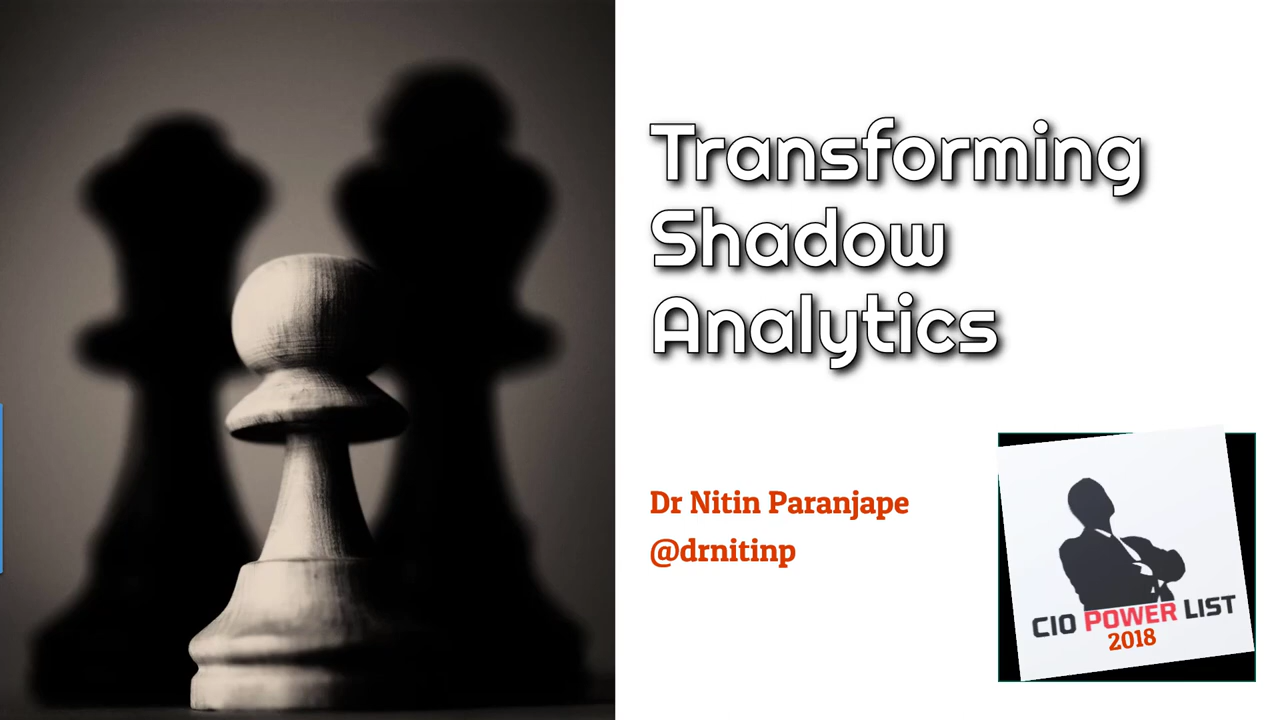 Transforming
Shadow
Analytics
Dr Nitin Paranjape
@drnitinp
CIO POWER LIST
2018